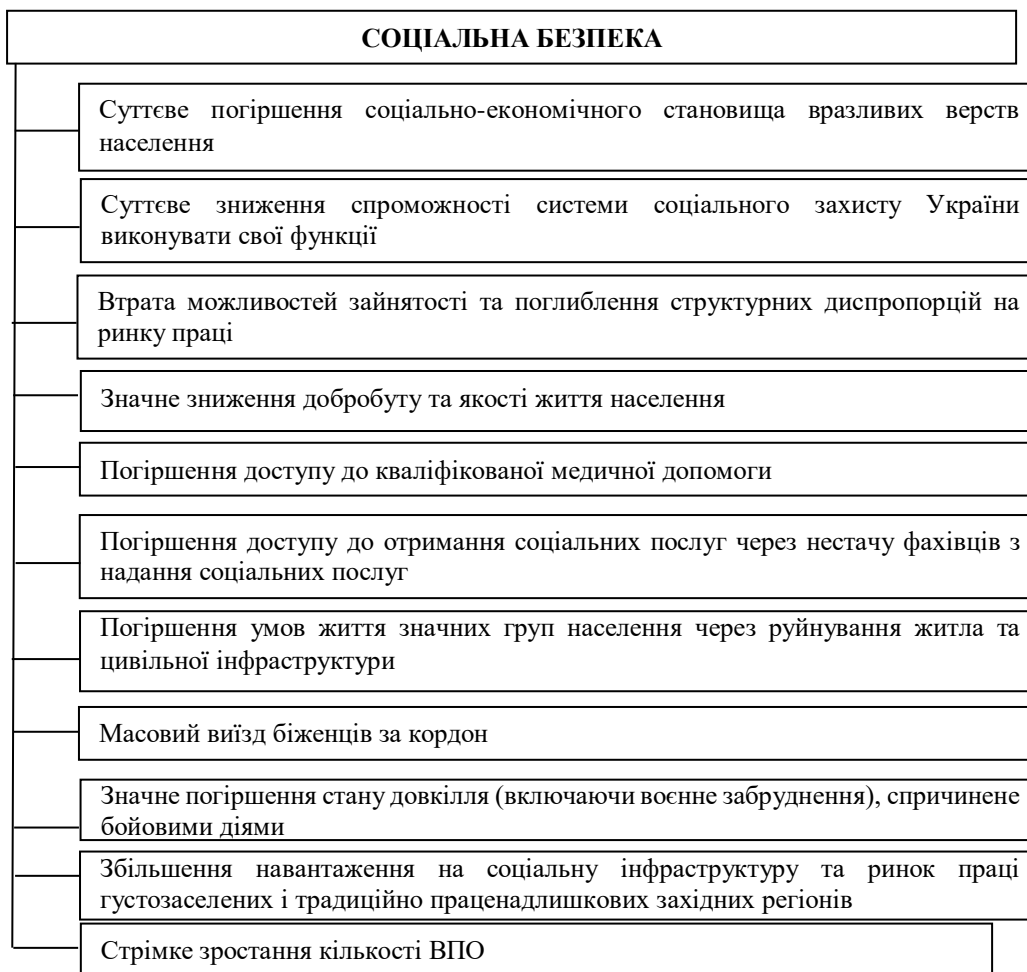 СОЦІАЛЬНА БЕЗПЕКА
Суттєве погіршення соціально-економічного становища вразливих верств
населення
Суттєве зниження спроможності системи соціального захисту України
виконувати свої функції
Втрата можливостей зайнятості та поглиблення структурних диспропорцій на
ринку праці
Значне зниження добробуту та якості життя населення
Погіршення доступу до кваліфікованої медичної допомоги
Погіршення доступу до отримання соціальних послуг через нестачу фахівців з
надання соціальних послуг
Погіршення умов життя значних груп населення через руйнування житла та
цивільної інфраструктури
Масовий виїзд біженців за кордон
Значне погіршення стану довкілля (включаючи воєнне забруднення), спричинене
бойовими діями
Збільшення навантаження на соціальну інфраструктуру та ринок праці
густозаселених і традиційно праценадлишкових західних регіонів
Стрімке зростання кількості ВПО